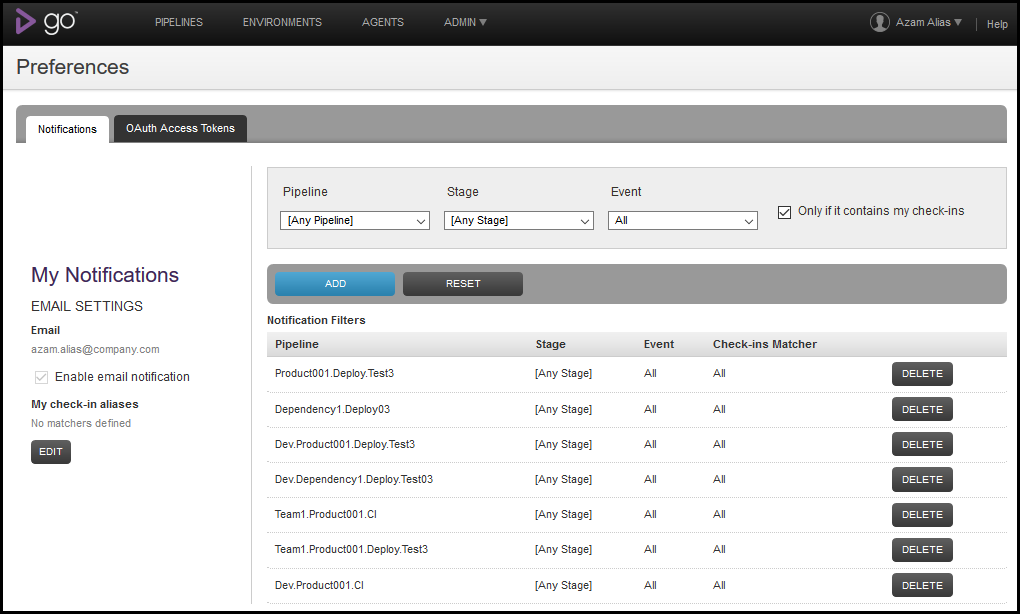 go™ PIPELINES ENVIRONMENTS AGENTS ADMIN Azam Alias Help
Preferences
Notifications OAuth Access Tokens
Pipeline Stage Event
[Any Pipeline] [Any Stage] All Only if it contains my check-ins
ADD RESET
My Notifications
EMAIL SETTINGS
Email
azam.alias@company.com
Enable email notification
My check-in aliases
No matchers defined
EDIT
Notification Filters
Pipeline Stage Event Check-ins Matcher
Product001.Deploy.Test3 [Any Stage] All All DELETE
Dependency1.Deploy03 [Any Stage] All All DELETE
Dev.Product001.Deploy.Test3 [Any Stage] All All DELETE
Dev.Dependency1.Deploy.Test03 [Any Stage] All All DELETE
Team1.Product001.CI [Any Stage] All All DELETE
Team1.Product001.Deploy.Test3 [Any Stage] All All DELETE
Dev.Product001.CI [Any Stage] All All DELETE